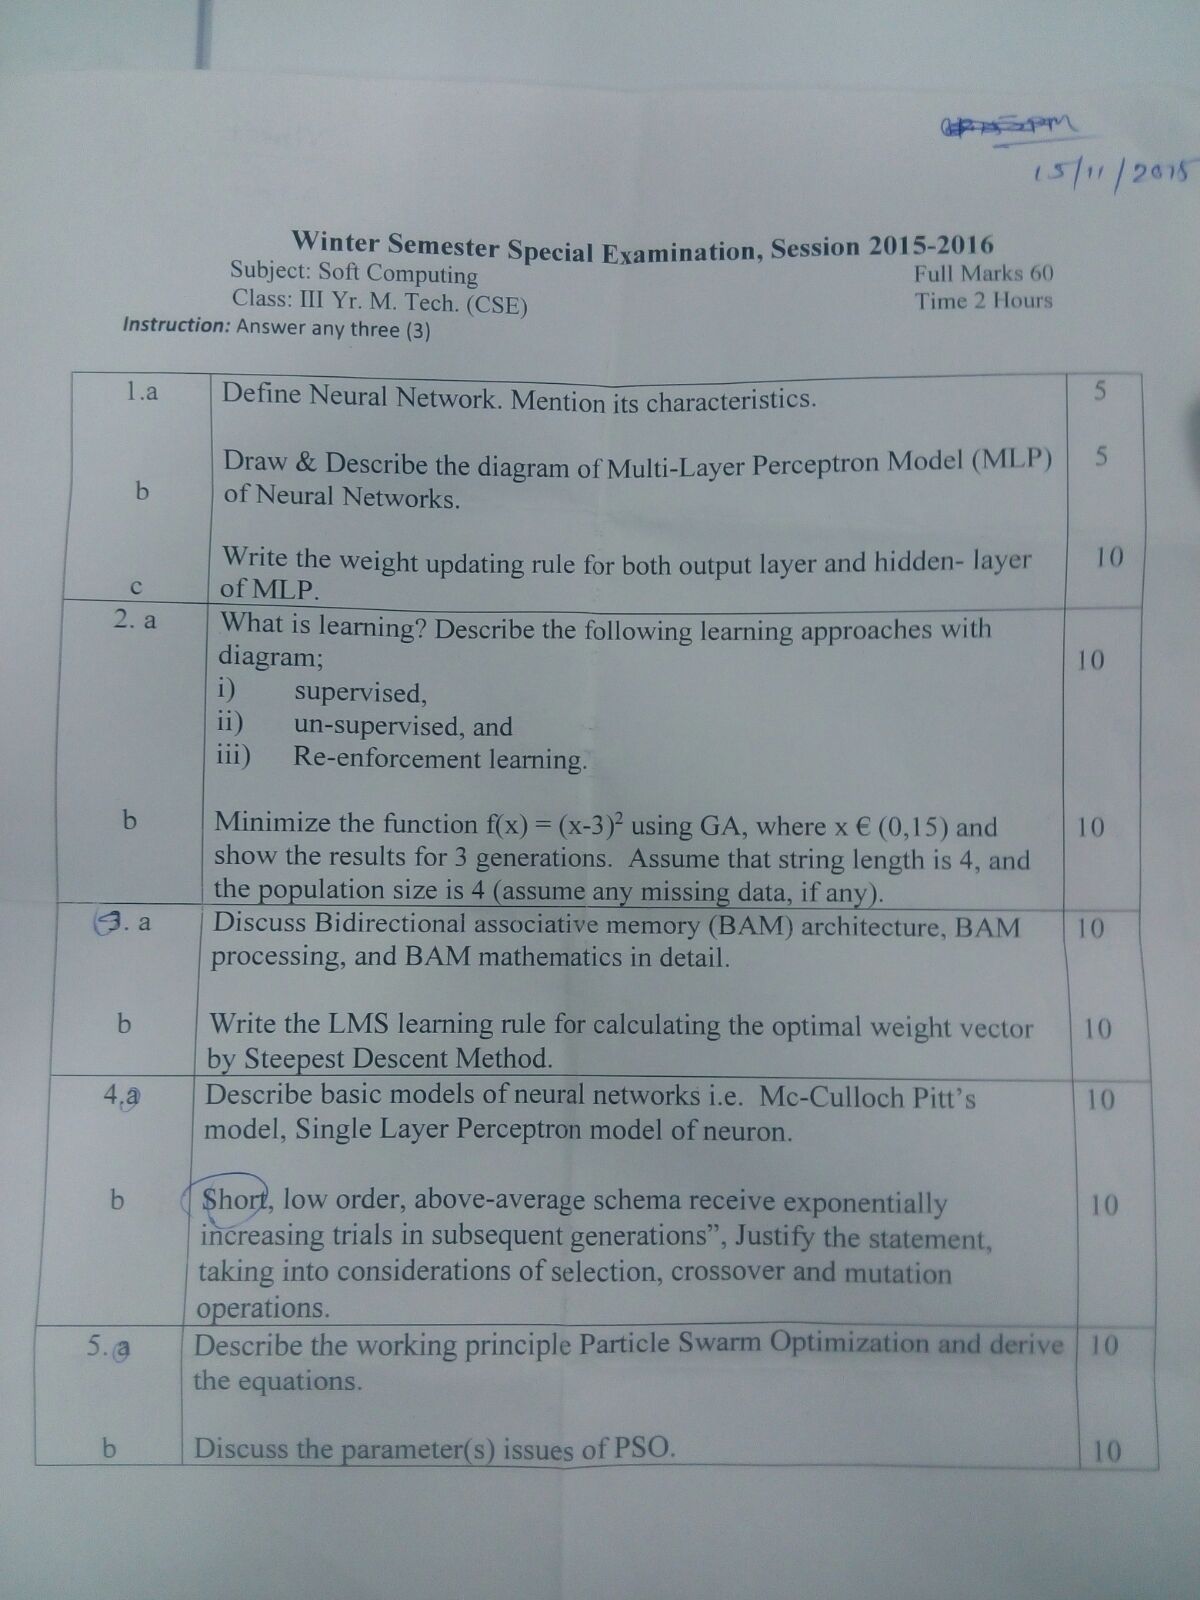 15/11/2015
Winter Semester Special Examination, Session 2015-2016
Subject: Soft Computing Full Marks 60
Class: III Yr. M. Tech. (CSE) Time 2 Hours
Instruction: Answer any three (3)
1.a Define Neural Network. Mention its characteristics. 5
Draw & Describe the diagram of Multi-Layer Perceptron Model (MLP) 5
b of Neural Networks.
Write the weight updating rule for both output layer and hidden- layer 10
c of MLP.
2. a What is learning? Describe the following learning approaches with
diagram; 10
i) supervised,
ii) un-supervised, and
iii) Re-enforcement learning.
b Minimize the function f(x) = (x-3)² using GA, where x € (0,15) and 10
show the results for 3 generations. Assume that string length is 4, and
the population size is 4 (assume any missing data, if any).
3. a Discuss Bidirectional associative memory (BAM) architecture, BAM 10
processing, and BAM mathematics in detail.
b Write the LMS learning rule for calculating the optimal weight vector 10
by Steepest Descent Method.
4.a Describe basic models of neural networks i.e. Mc-Culloch Pitt's 10
model, Single Layer Perceptron model of neuron.
b Short, low order, above-average schema receive exponentially 10
increasing trials in subsequent generations”, Justify the statement,
taking into considerations of selection, crossover and mutation
operations.
5. a Describe the working principle Particle Swarm Optimization and derive 10
the equations.
b Discuss the parameter(s) issues of PSO. 10